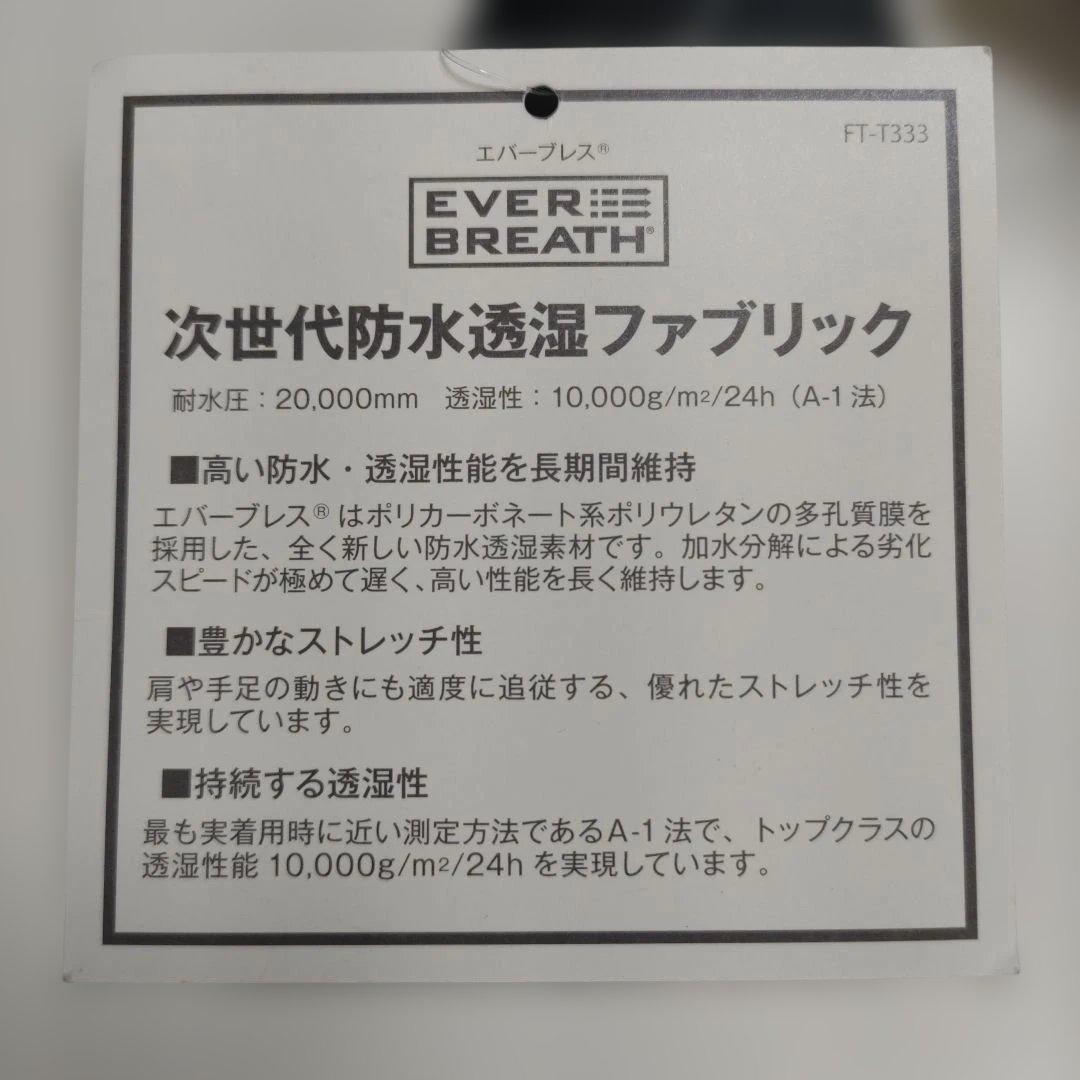 FT-T333
エバーブレス®
EVER
BREATH®
次世代防水透湿ファブリック
耐水圧：20,000mm　透湿性：10,000g/m2/24h（A-1法）
■高い防水・透湿性能を長期間維持
エバーブレス®はポリカーボネート系ポリウレタンの多孔質膜を
採用した、全く新しい防水透湿素材です。加水分解による劣化
スピードが極めて遅く、高い性能を長く維持します。
■豊かなストレッチ性
肩や手足の動きにも適度に追従する、優れたストレッチ性を
実現しています。
■持続する透湿性
最も実着用時に近い測定方法であるA-1法で、トップクラスの
透湿性能10,000g/m2/24hを実現しています。